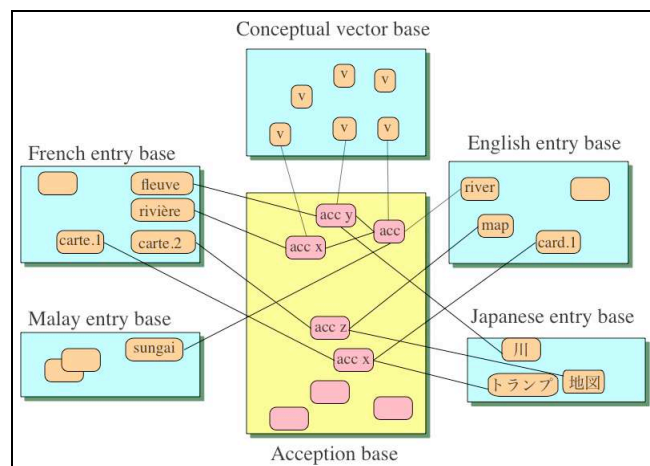 Conceptual vector base
v
v
v
v
v
v
French entry base
fleuve
rivière
carte.1
carte.2
English entry base
river
map
card.1
acc y
acc x
acc
Malay entry base
sungai
acc z
acc x
Japanese entry base
川
トランプ
地図
Acception base